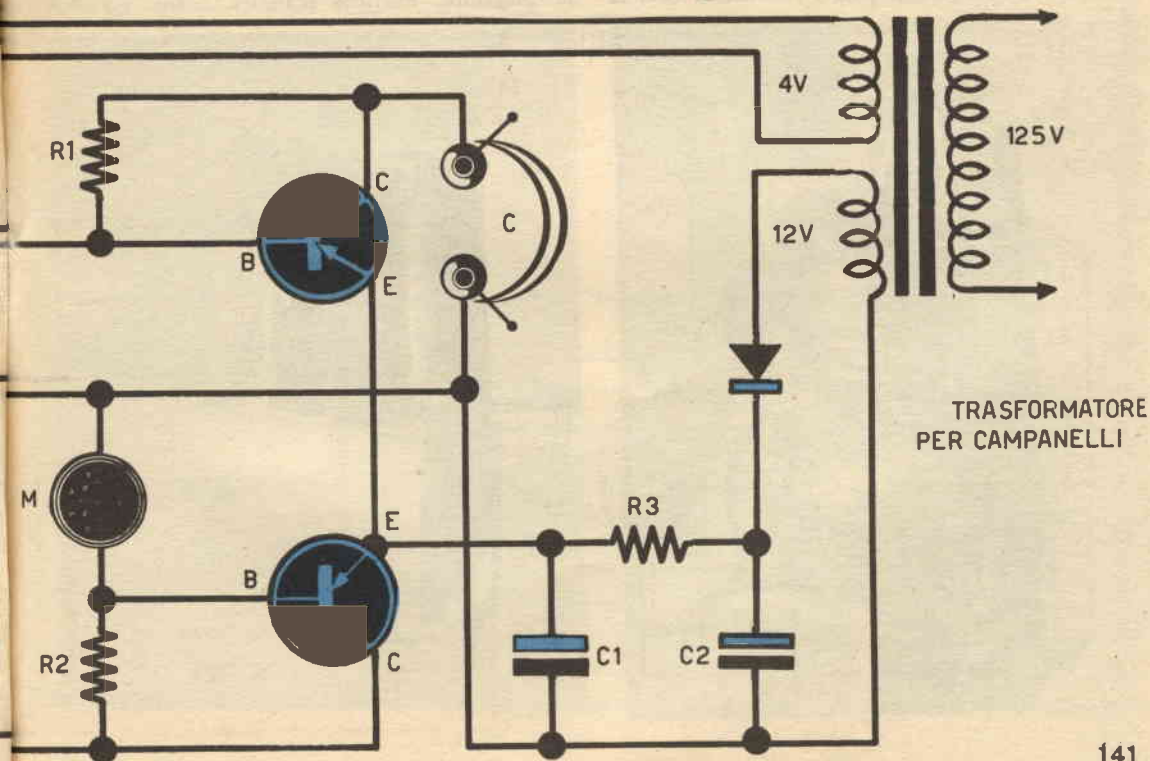 4V
125V
R1
C
C
B
12V
E
TRASFORMATORE
PER CAMPANELLI
M
R3
E
B
R2
C1
C2
C
141